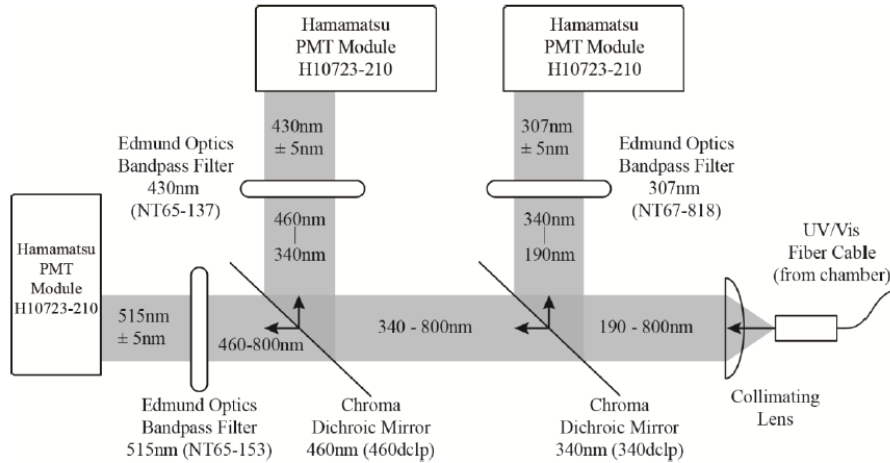 Hamamatsu
PMT Module
H10723-210
Hamamatsu
PMT Module
H10723-210
430nm
± 5nm
307nm
± 5nm
Edmund Optics
Bandpass Filter
430nm
(NT65-137)
Edmund Optics
Bandpass Filter
307nm
(NT67-818)
460nm
|
340nm
340nm
|
190nm
UV/Vis
Fiber Cable
(from chamber)
Hamamatsu
PMT
Module
H10723-210
515nm
± 5nm
460-800nm
340 - 800nm
190 - 800nm
Collimating
Lens
Edmund Optics
Bandpass Filter
515nm (NT65-153)
Chroma
Dichroic Mirror
460nm (460dclp)
Chroma
Dichroic Mirror
340nm (340dclp)